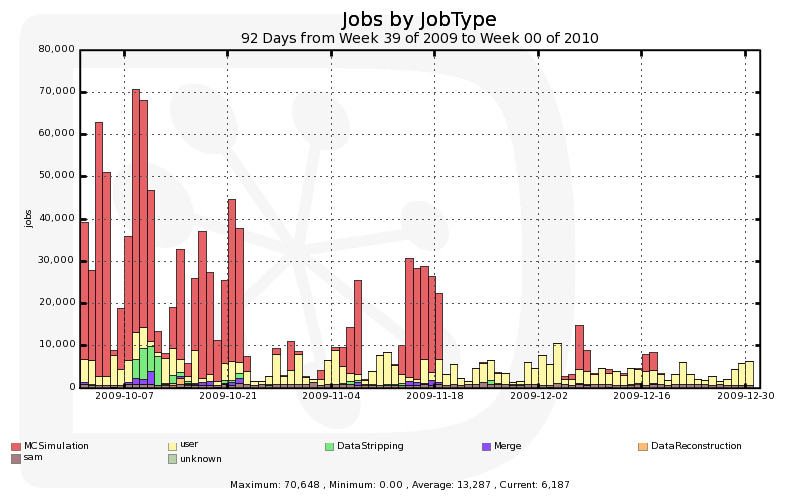 Jobs by JobType
92 Days from Week 39 of 2009 to Week 00 of 2010
80,000
70,000
60,000
50,000
40,000
30,000
20,000
10,000
0
jobs
2009-10-07 2009-10-21 2009-11-04 2009-11-18 2009-12-02 2009-12-16 2009-12-30
MCSimulation user DataStripping Merge DataReconstruction
sam unknown
Maximum: 70,648 , Minimum: 0.00 , Average: 13,287 , Current: 6,187